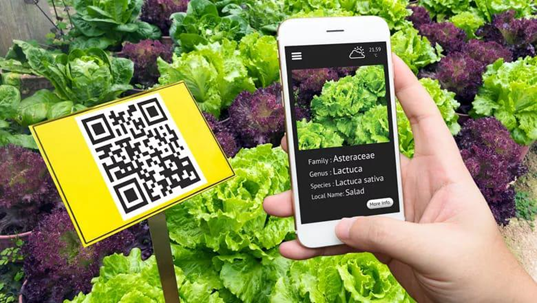 21.59
°C
Family : Asteraceae
Genus : Lactuca
Species : Lactuca sativa
Local Name: Salad
More Info